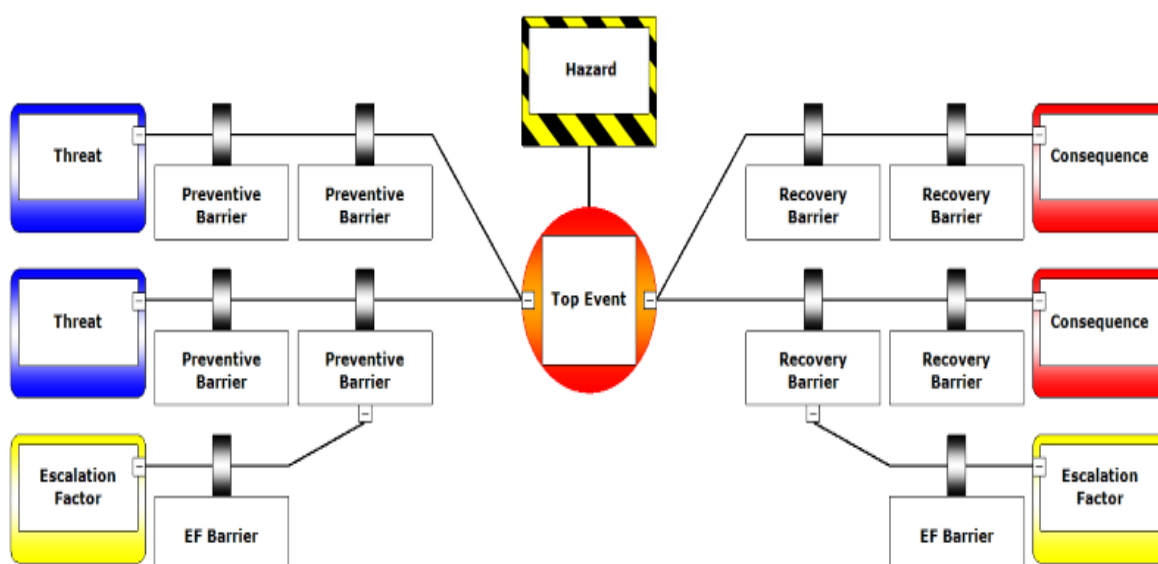 Hazard
Threat
Preventive
Barrier
Preventive
Barrier
Recovery
Barrier
Recovery
Barrier
Consequence
Top Event
Threat
Preventive
Barrier
Preventive
Barrier
Recovery
Barrier
Recovery
Barrier
Consequence
Escalation
Factor
EF Barrier
EF Barrier
Escalation
Factor